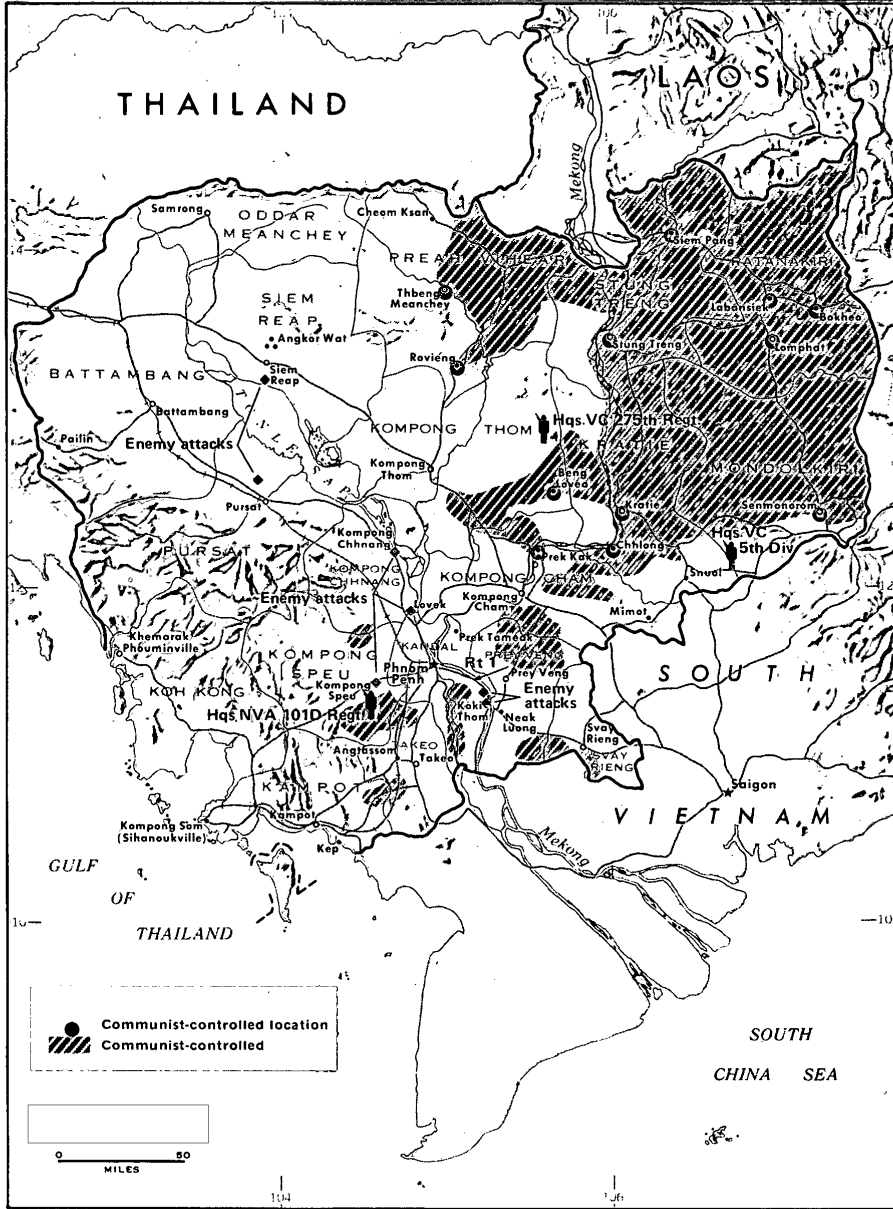 104
106
THAILAND
LAOS
Mekong
Samrong
ODDAR
MEANCHEY
Cheom Ksan
14
PREAH VIHEAR
Siem Pang
RATANAKIRI
STUNG
TRENG
Thbeng
Meanchey
Labansiek
Bokheo
SIEM
REAP
Angkor Wat
Stung Treng
Lomphat
Rovieng
Siem
Reap
BATTAMBANG
TONLE SAP
Battambang
KOMPONG THOM
Hqs.VC 275th Regt.
Pailin
Enemy attacks
KRATIE
Kompong
Thom
Beng
Lovea
MONDOLKIRI
Pursat
Kratie
Senmonorom
Kompong
Chhnang
Hqs.VC
5th Div
PURSAT
Prek Kak
Chhlong
KOMPONG
CHHNANG
KOMPONG CHAM
Snuol
12
12
Enemy attacks
Kompong
Cham
Lovek
Mimot
Khemarak
Phouminville
Prek Tameak
KANDAL
KOMPONG
SPEU
PREY VENG
SOUTH
Rt 1
Phnom
Penh
Prey Veng
KOH KONG
Kompong
Speu
Enemy
attacks
Koki
Thom
Hqs.NVA 101D Regt.
Neak
Luong
Svay
Rieng
Angtassom
TAKEO
Takeo
SVAY
RIENG
KAMPOT
Saigon
VIETNAM
Kompong Som
(Sihanoukville)
Kampot
Kep
Mekong
GULF
OF
THAILAND
10
10
Communist-controlled location
Communist-controlled
SOUTH
CHINA SEA
0 50
MILES
104
106